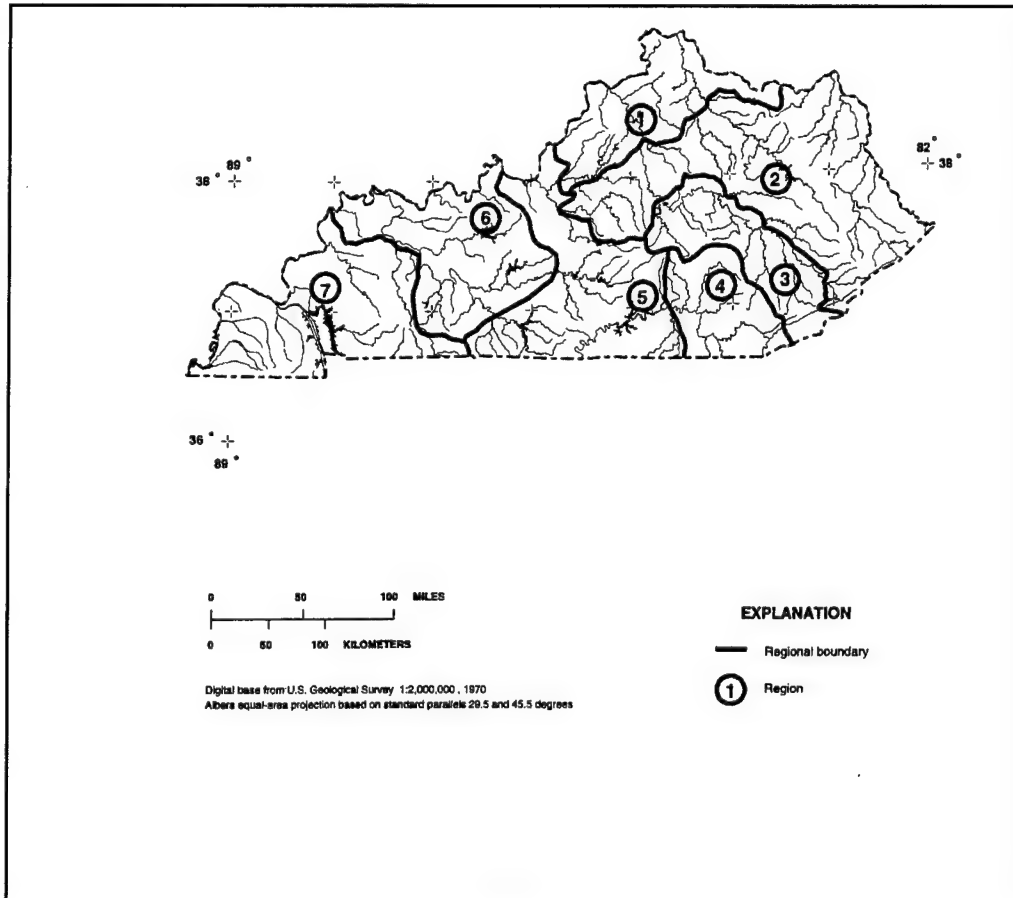 1
82 °
89 °
38 °
38 °
2
6
7
5
4
3
36 °
89 °
0 50 100 MILES
0 50 100 KILOMETERS
EXPLANATION
Regional boundary
1 Region
Digital base from U.S. Geological Survey 1:2,000,000, 1970
Albers equal-area projection based on standard parallels 29.5 and 45.5 degrees